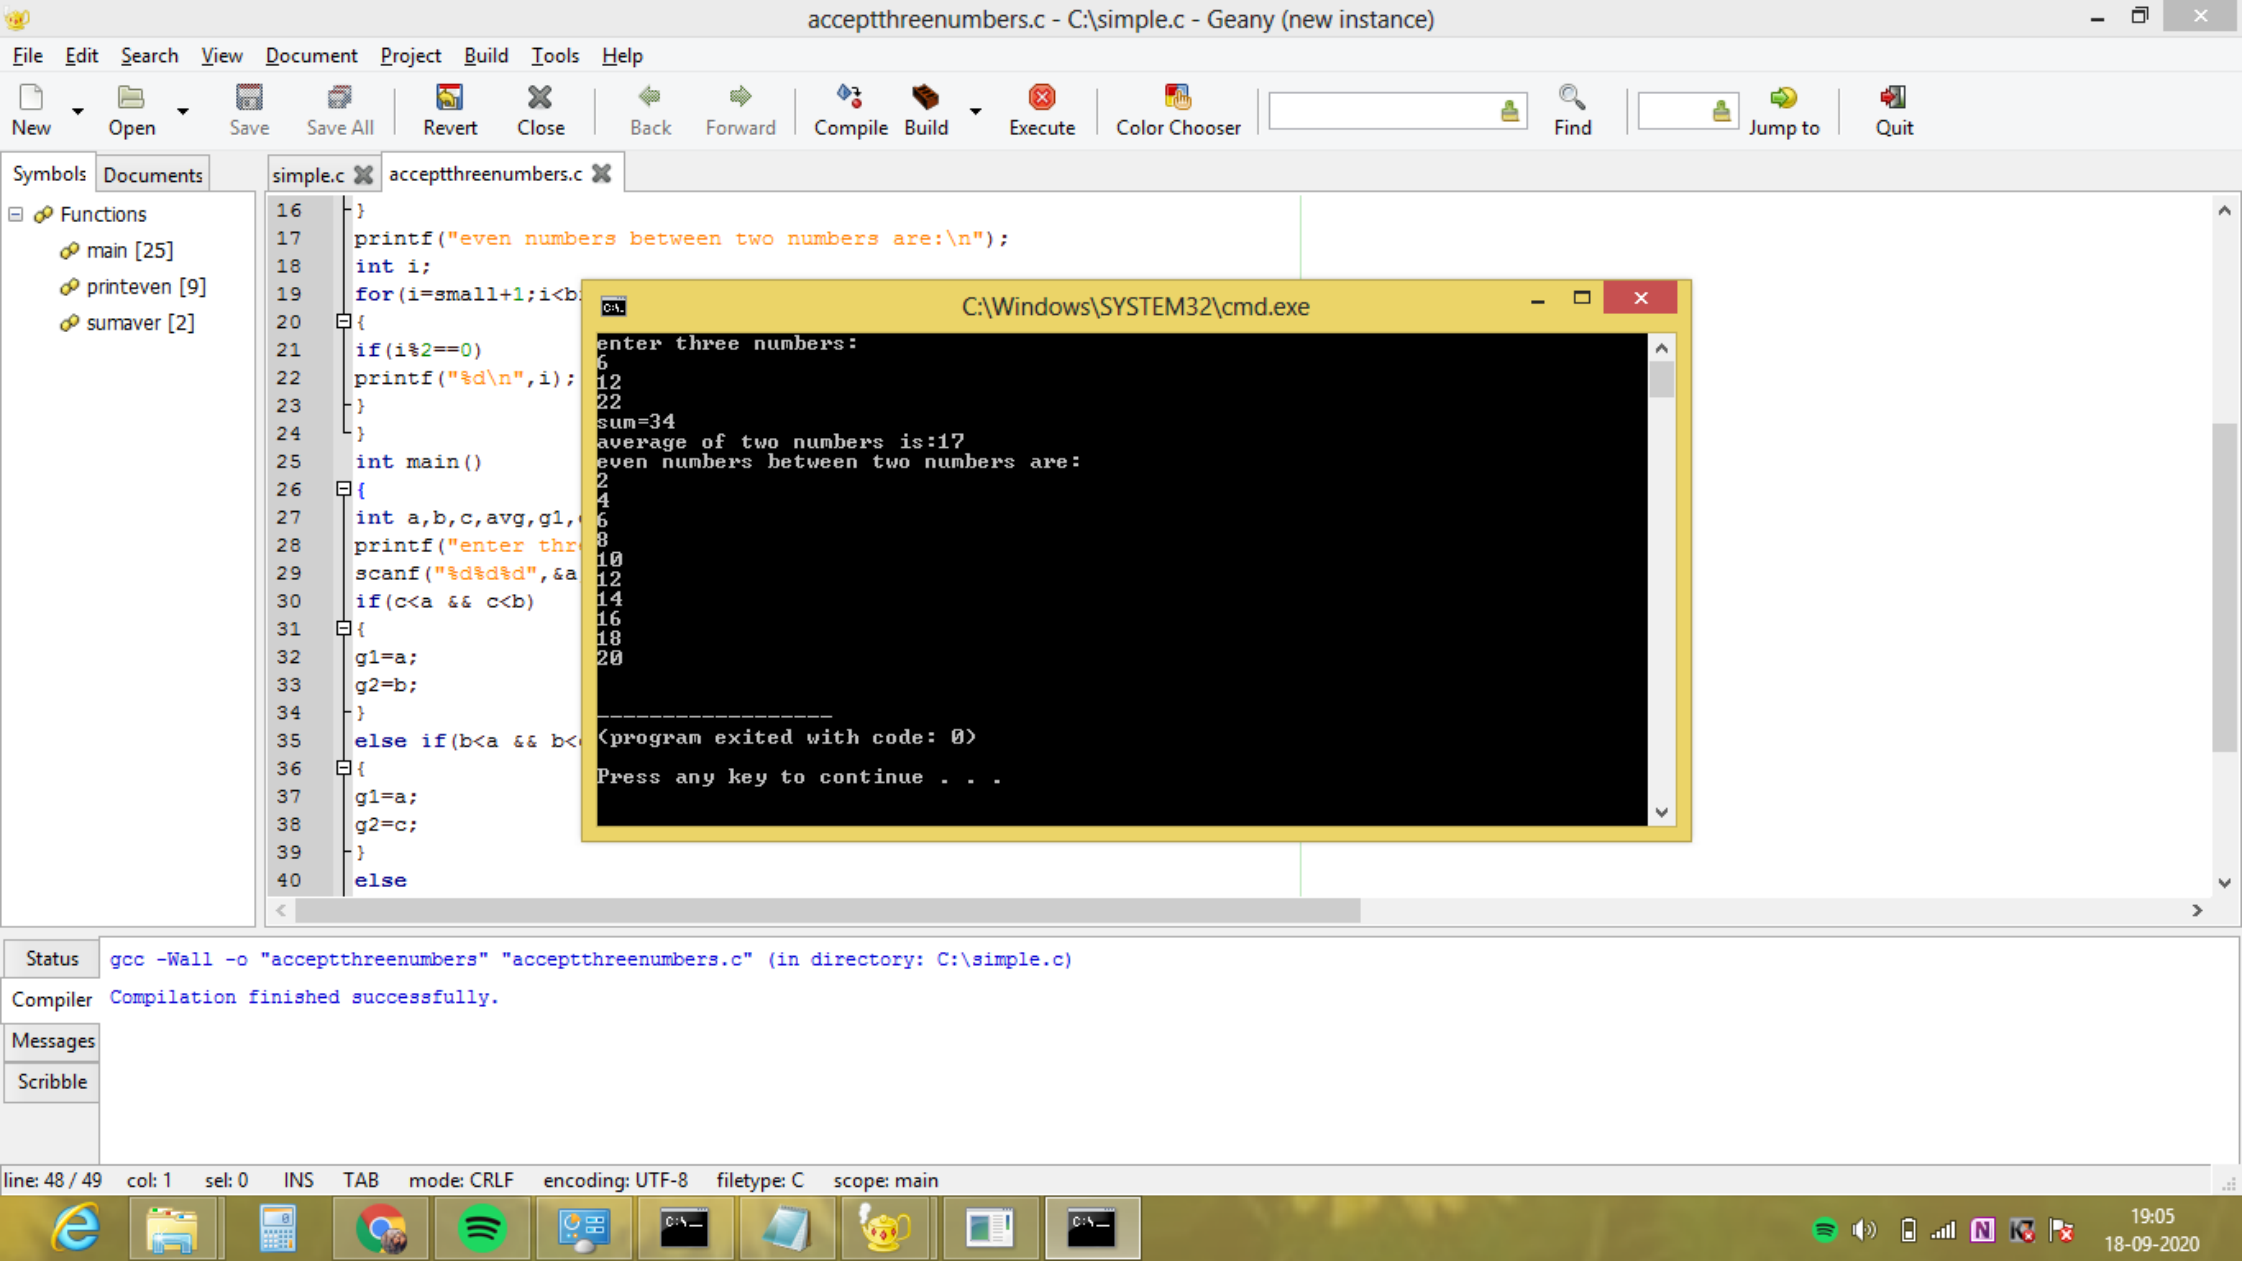 acceptthreenumbers.c - C:\simple.c - Geany (new instance)
File Edit Search View Document Project Build Tools Help
New Open Save Save All Revert Close Back Forward Compile Build Execute Color Chooser Find Jump to Quit
Symbols Documents
simple.c acceptthreenumbers.c
Functions
main [25]
printeven [9]
sumaver [2]
16 }
17 printf("even numbers between two numbers are:\n");
18 int i;
19 for(i=small+1;i<b
20 {
21 if(i%2==0)
22 printf("%d\n",i);
23 }
24 }
25 int main()
26 {
27 int a,b,c,avg,g1,
28 printf("enter thr
29 scanf("%d%d%d",&a
30 if(c<a && c<b)
31 {
32 g1=a;
33 g2=b;
34 }
35 else if(b<a && b<
36 {
37 g1=a;
38 g2=c;
39 }
40 else
C:\Windows\SYSTEM32\cmd.exe
enter three numbers:
6
12
22
sum=34
average of two numbers is:17
even numbers between two numbers are:
2
4
6
8
10
12
14
16
18
20
------------------
(program exited with code: 0)
Press any key to continue . . .
Status
Compiler
Messages
Scribble
gcc -Wall -o "acceptthreenumbers" "acceptthreenumbers.c" (in directory: C:\simple.c)
Compilation finished successfully.
line: 48 / 49 col: 1 sel: 0 INS TAB mode: CRLF encoding: UTF-8 filetype: C scope: main
19:05
18-09-2020